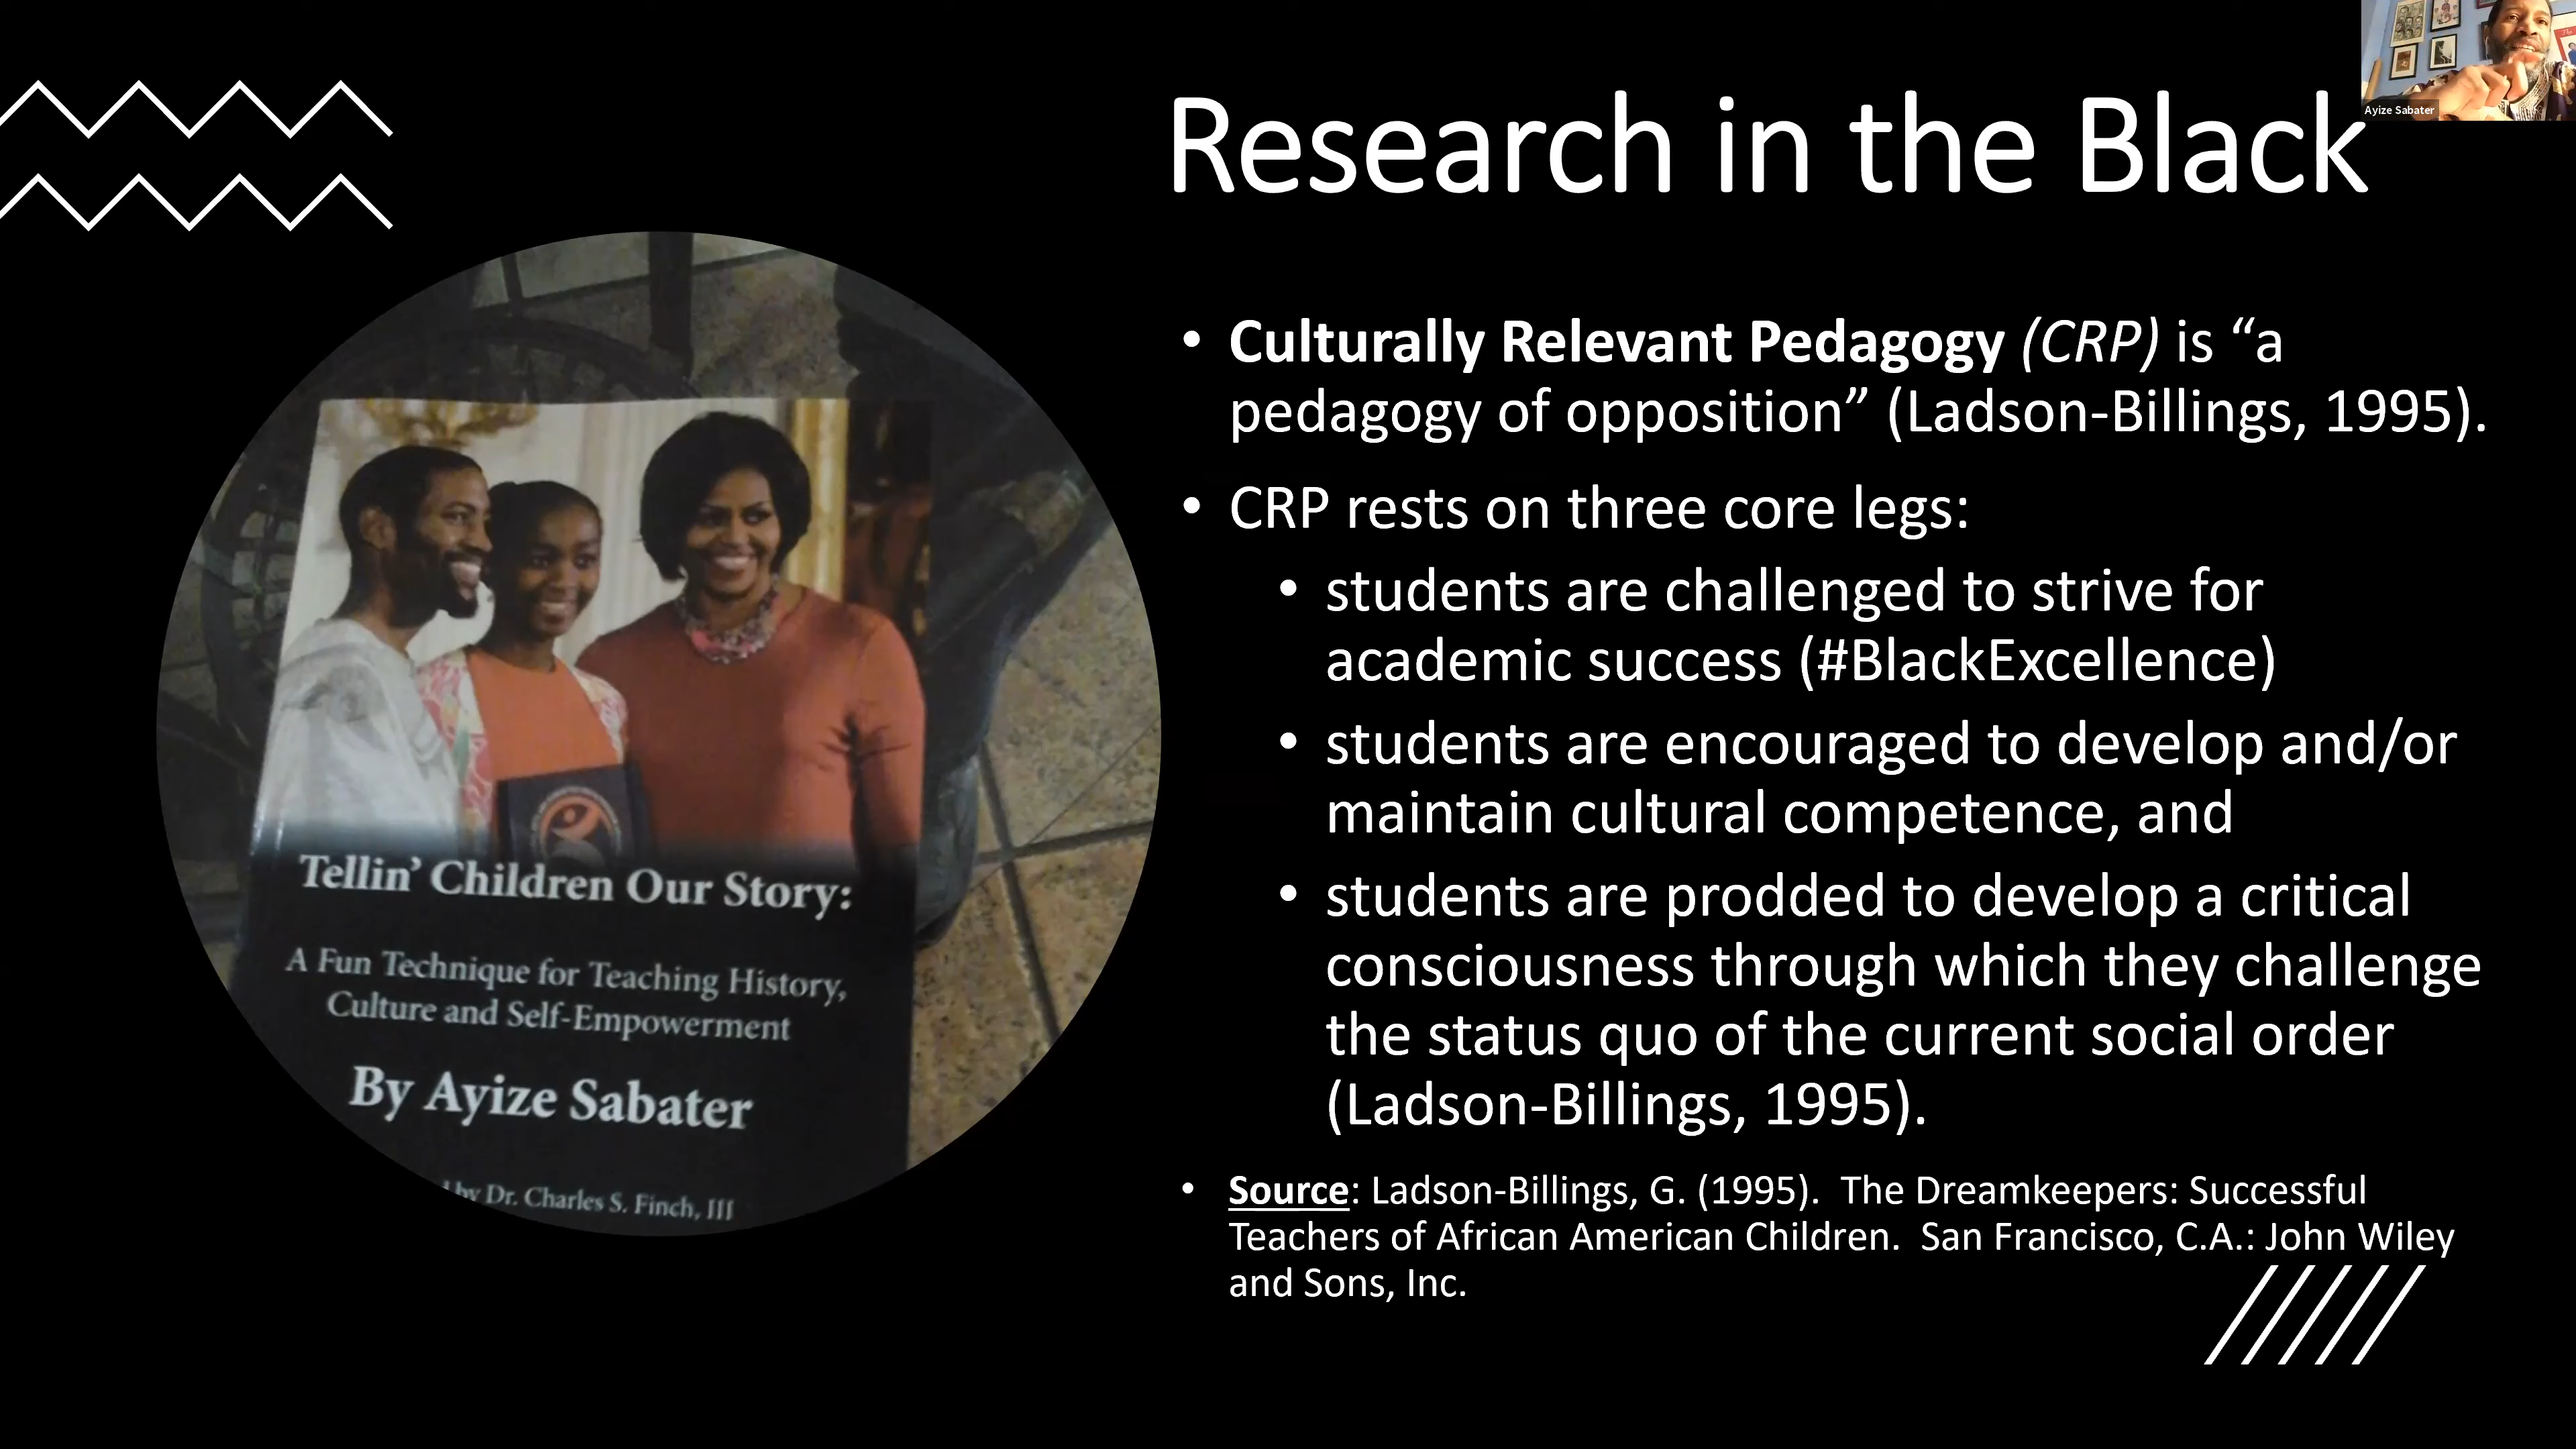 Ayize Sabater
Research in the Black
• Culturally Relevant Pedagogy (CRP) is “a
pedagogy of opposition” (Ladson-Billings, 1995).
• CRP rests on three core legs:
• students are challenged to strive for
academic success (#BlackExcellence)
• students are encouraged to develop and/or
maintain cultural competence, and
• students are prodded to develop a critical
consciousness through which they challenge
the status quo of the current social order
(Ladson-Billings, 1995).
• Source: Ladson-Billings, G. (1995). The Dreamkeepers: Successful
Teachers of African American Children. San Francisco, C.A.: John Wiley
and Sons, Inc.
Tellin’ Children Our Story:
A Fun Technique for Teaching History,
Culture and Self-Empowerment
By Ayize Sabater
by Dr. Charles S. Finch, III